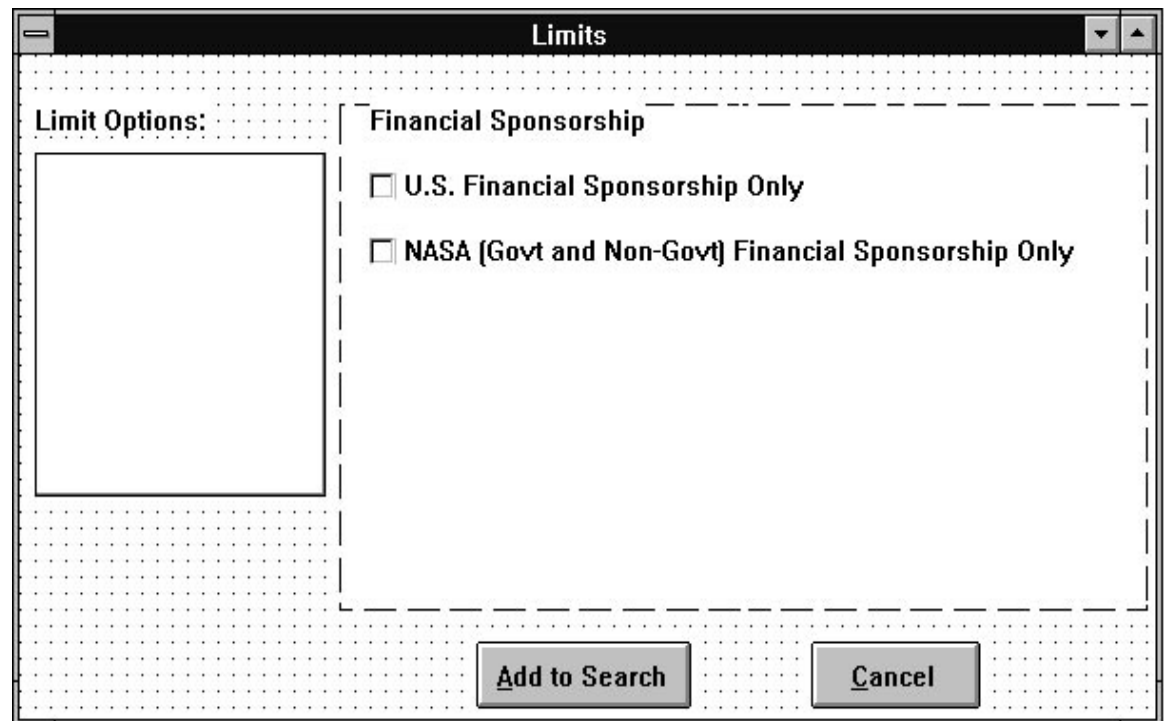 Limits
Limit Options:
Financial Sponsorship
U.S. Financial Sponsorship Only
NASA (Govt and Non-Govt) Financial Sponsorship Only
Add to Search
Cancel